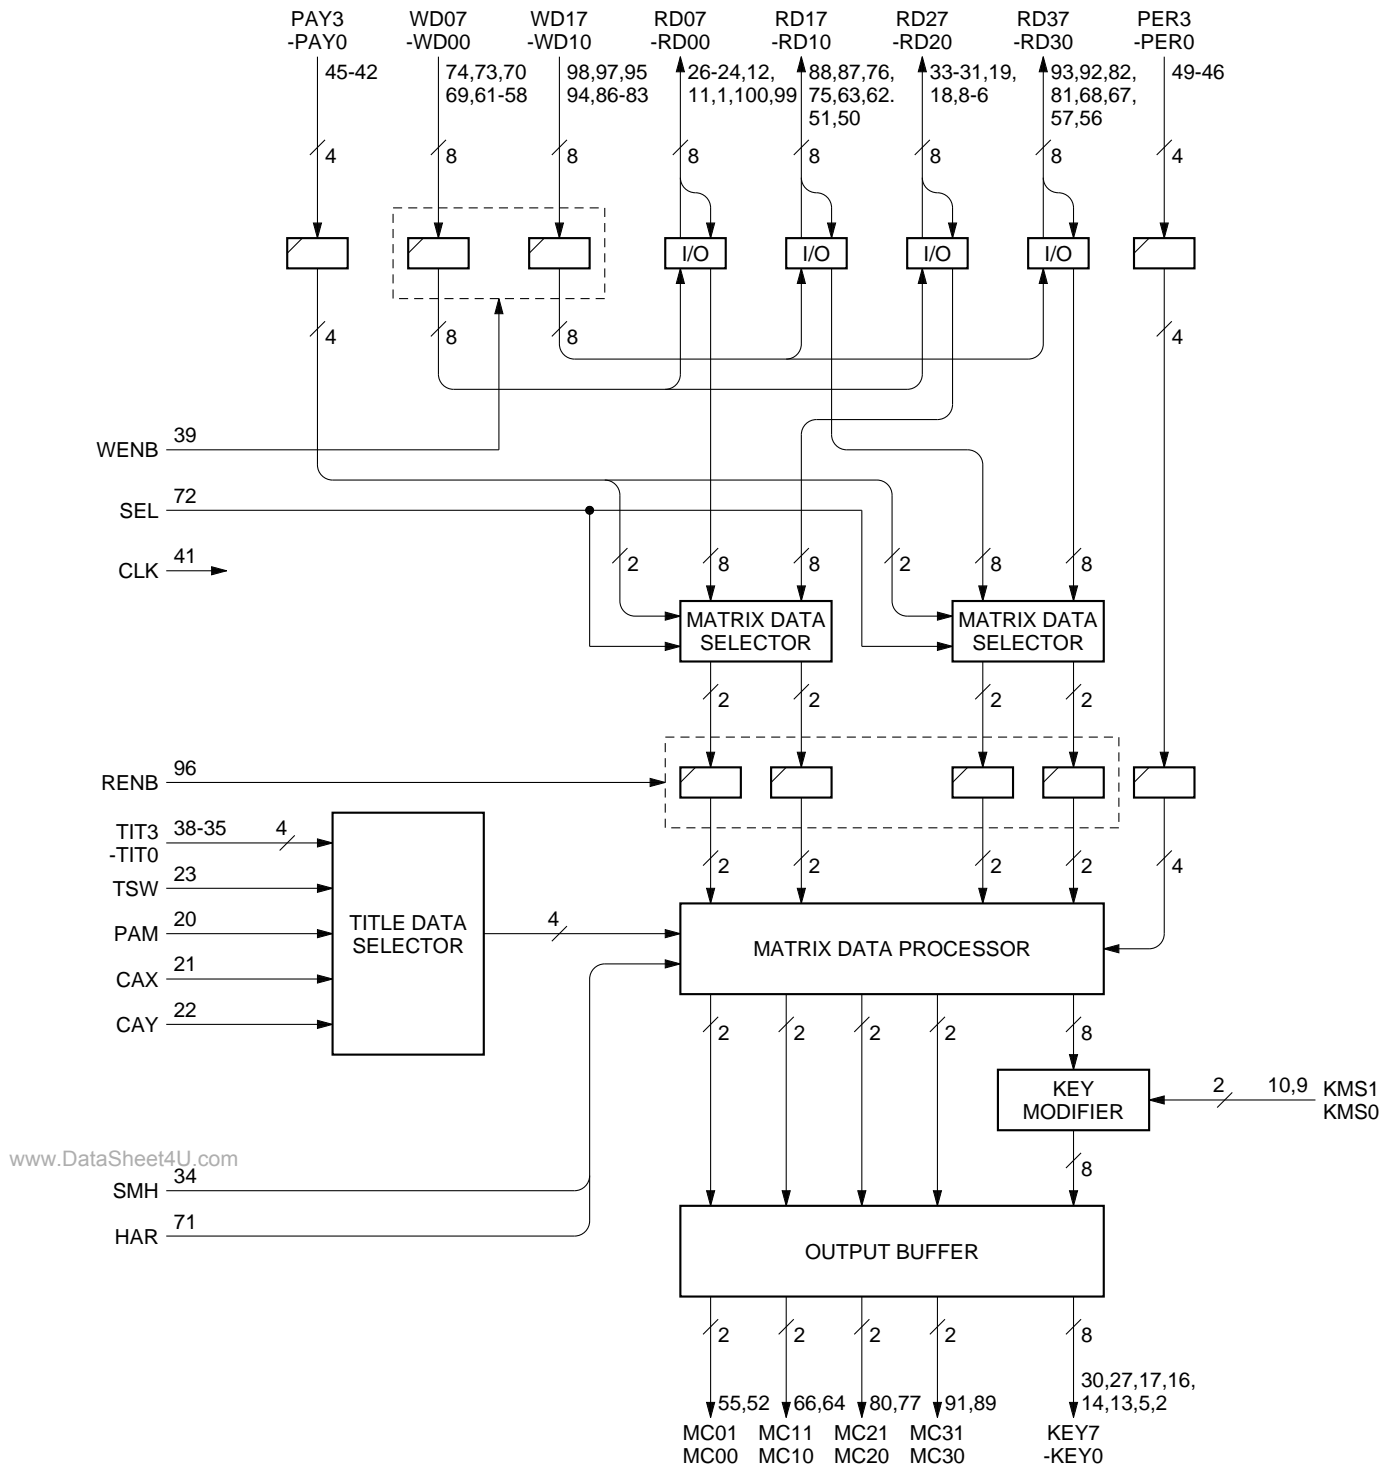 PAY3 WD07 WD17 RD07 RD17 RD27 RD37 PER3
-PAY0 -WD00 -WD10 -RD00 -RD10 -RD20 -RD30 -PER0
45-42 74,73,70 98,97,95 26-24,12, 88,87,76, 33-31,19, 93,92,82, 49-46
69,61-58 94,86-83 11,1,100,99 75,63,62. 18,8-6 81,68,67,
51,50 57,56
4 8 8 8 8 8 8 4
I/O I/O I/O I/O
4 8 8 4
WENB 39
SEL 72
CLK 41
2 8 8 2 8 8
MATRIX DATA MATRIX DATA
SELECTOR SELECTOR
2 2 2 2
RENB 96
TIT3 38-35 4
-TIT0
2 2 2 2 4
TSW 23
PAM 20
CAX 21
CAY 22
TITLE DATA
SELECTOR
4
MATRIX DATA PROCESSOR
2 2 2 2 8
KEY
MODIFIER
2 10,9 KMS1
KMS0
www.DataSheet4U.com
8
SMH 34
HAR 71
OUTPUT BUFFER
2 2 2 2 8
30,27,17,16,
55,52 66,64 80,77 91,89 14,13,5,2
MC01 MC11 MC21 MC31 KEY7
MC00 MC10 MC20 MC30 -KEY0